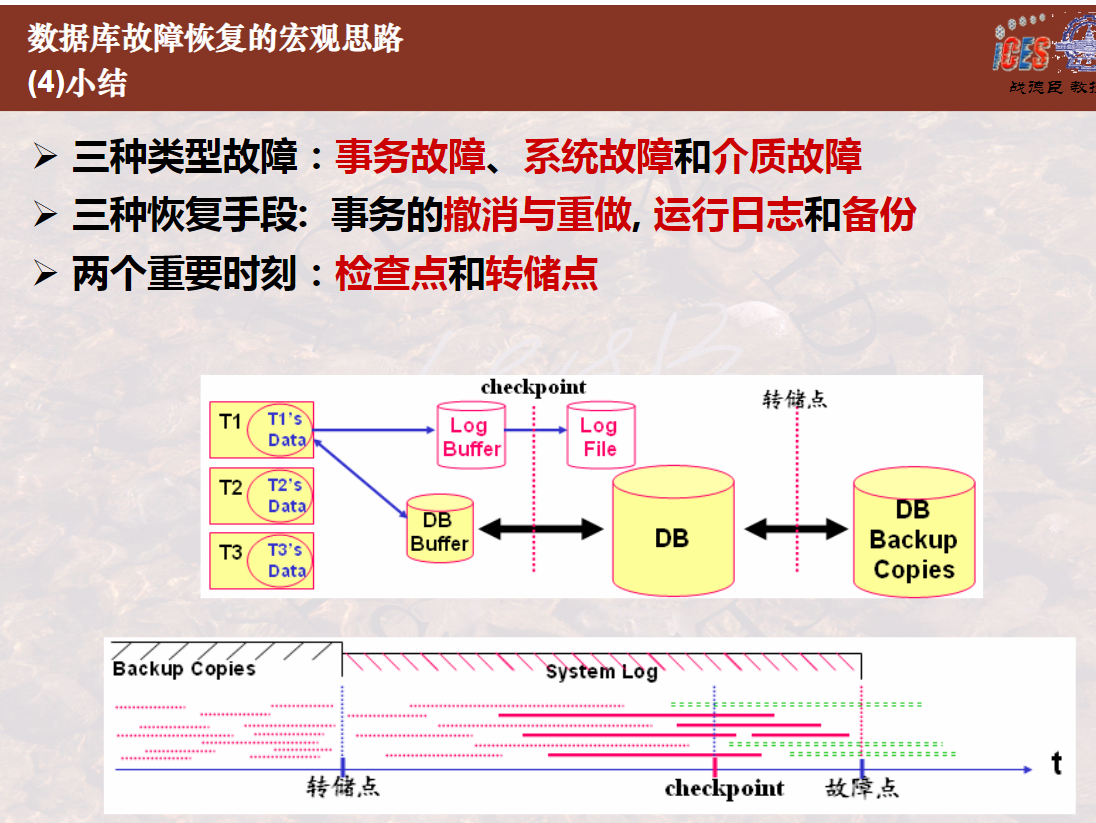 数据库故障恢复的宏观思路
(4)小结
iCES
战德臣 教授
三种类型故障：事务故障、系统故障和介质故障
三种恢复手段: 事务的撤消与重做, 运行日志和备份
两个重要时刻：检查点和转储点
checkpoint
转储点
T1
T1's
Data
Log
Buffer
Log
File
T2
T2's
Data
DB
Buffer
DB
DB
Backup
Copies
T3
T3's
Data
Backup Copies
System Log
t
转储点
checkpoint
故障点